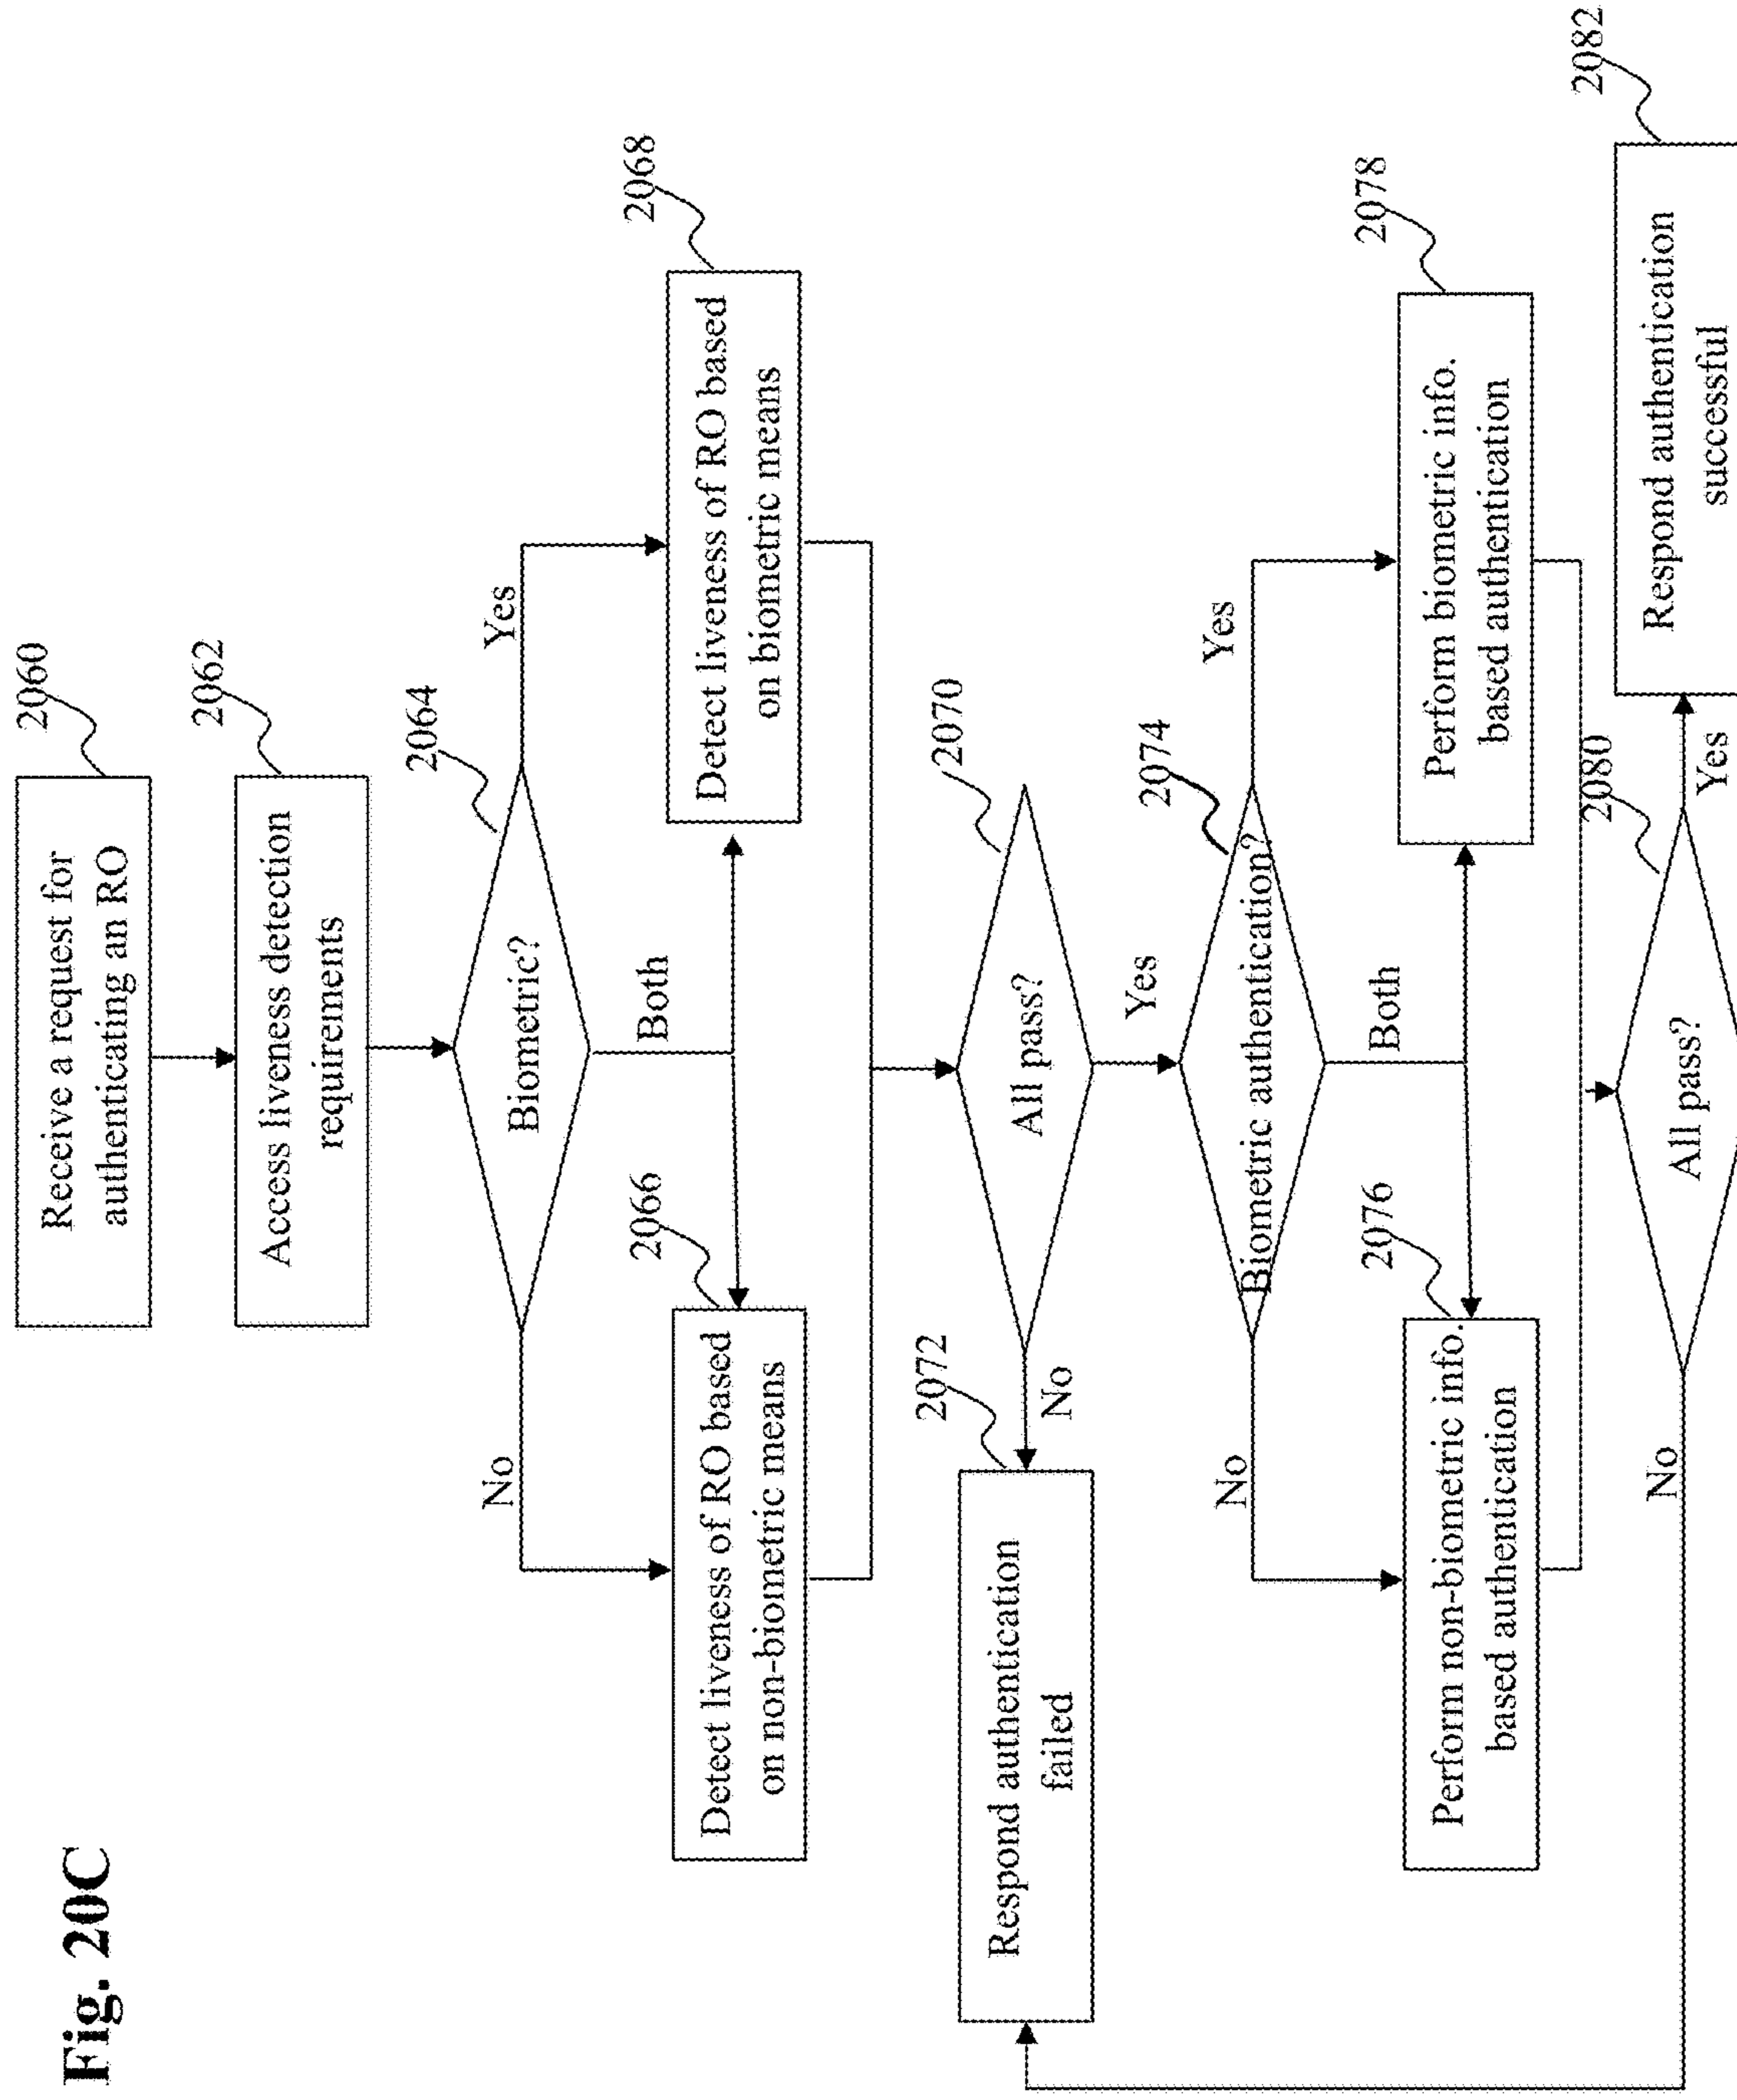 Fig. 20C
2060
Receive a request for
authenticating an RO
2062
Access liveness detection
requirements
2064
Biometric?
No
Yes
Both
2066
Detect liveness of RO based
on non-biometric means
2068
Detect liveness of RO based
on biometric means
2070
All pass?
No
Yes
2072
Respond authentication
failed
2074
Biometric authentication?
No
Yes
Both
2076
Perform non-biometric info.
based authentication
2078
Perform biometric info.
based authentication
2080
All pass?
No
Yes
2082
Respond authentication
successful